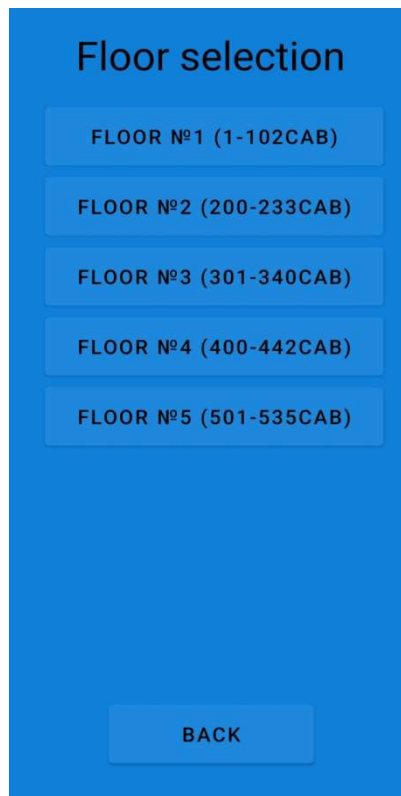 Floor selection
FLOOR №1 (1-102CAB)
FLOOR №2 (200-233CAB)
FLOOR №3 (301-340CAB)
FLOOR №4 (400-442CAB)
FLOOR №5 (501-535CAB)
BACK